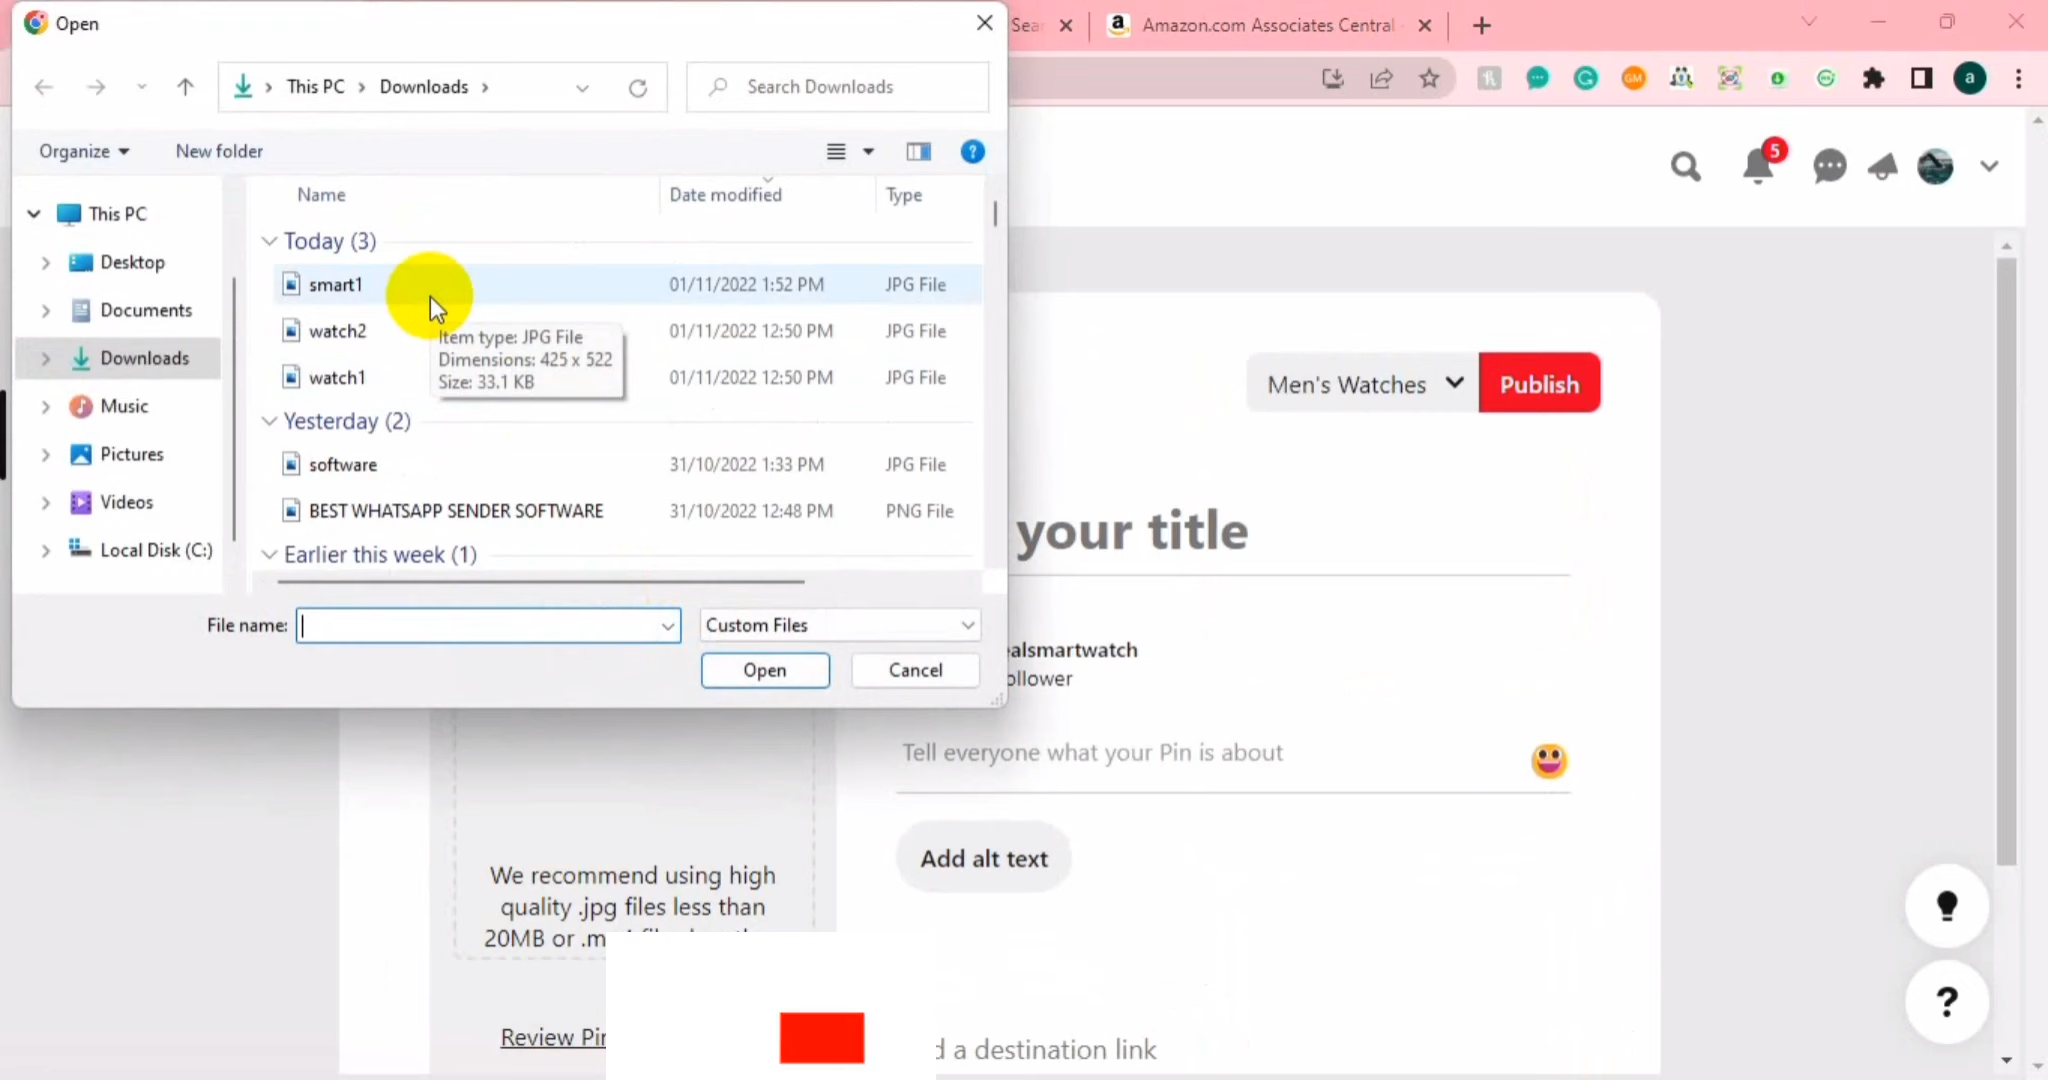 Open
Sear
Amazon.com Associates Central
This PC
Downloads
Search Downloads
a
Organize
New folder
?
5
Name
Date modified
Type
This PC
Desktop
Documents
Downloads
Music
Pictures
Videos
Local Disk (C:)
Today (3)
smart1 01/11/2022 1:52 PM JPG File
watch2 01/11/2022 12:50 PM JPG File
watch1 01/11/2022 12:50 PM JPG File
Item type: JPG File
Dimensions: 425 x 522
Size: 33.1 KB
Yesterday (2)
software 31/10/2022 1:33 PM JPG File
BEST WHATSAPP SENDER SOFTWARE 31/10/2022 12:48 PM PNG File
Earlier this week (1)
File name:
Custom Files
Open
Cancel
Men's Watches
Publish
your title
alsmartwatch
ollower
Tell everyone what your Pin is about
Add alt text
We recommend using high
quality .jpg files less than
20MB or
Review Pin
d a destination link
?